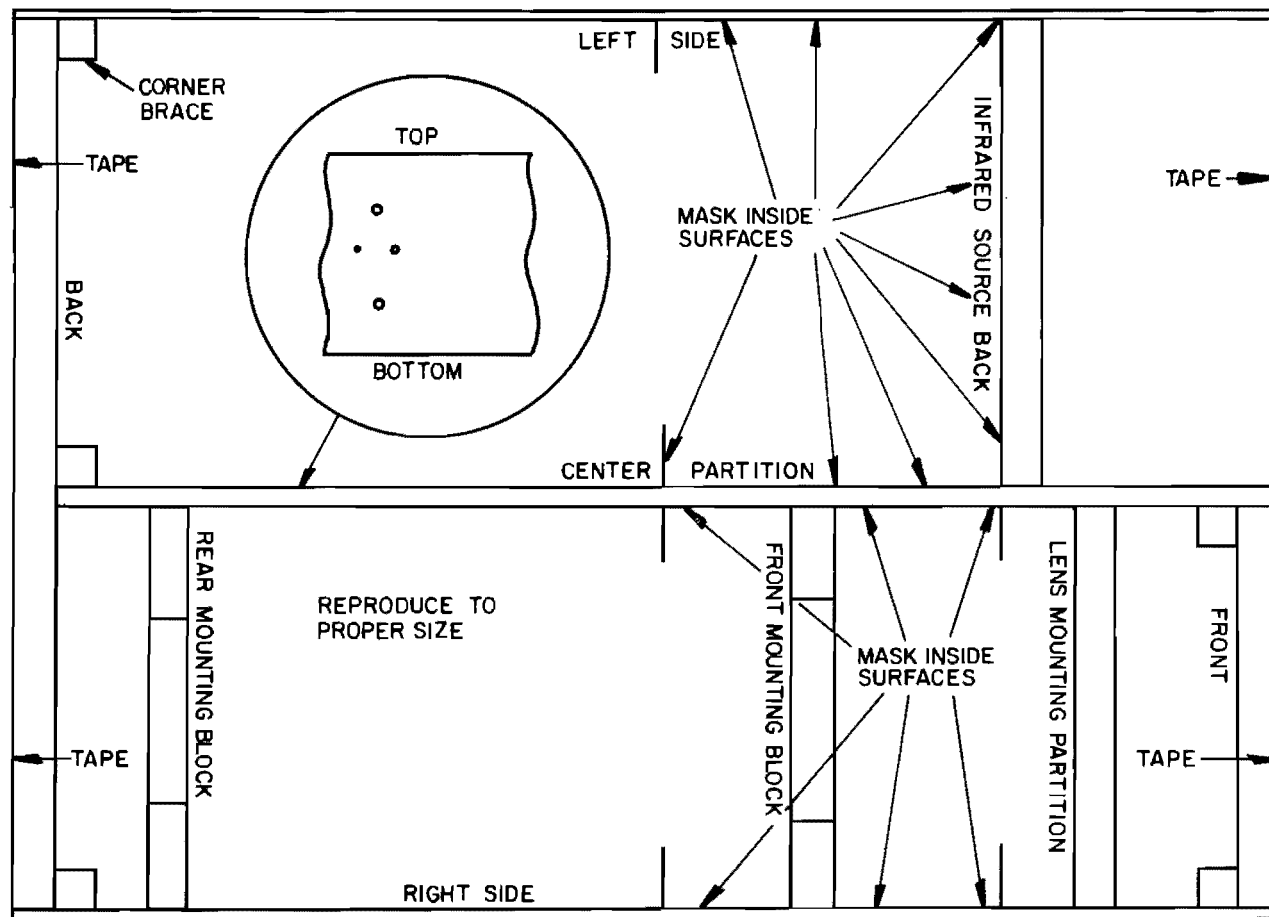 LEFT SIDE
CORNER
BRACE
TAPE
TOP
BOTTOM
BACK
MASK INSIDE
SURFACES
INFRARED SOURCE BACK
TAPE
CENTER PARTITION
REAR MOUNTING BLOCK
REPRODUCE TO
PROPER SIZE
FRONT MOUNTING BLOCK
MASK INSIDE
SURFACES
LENS MOUNTING PARTITION
FRONT
TAPE
TAPE
RIGHT SIDE